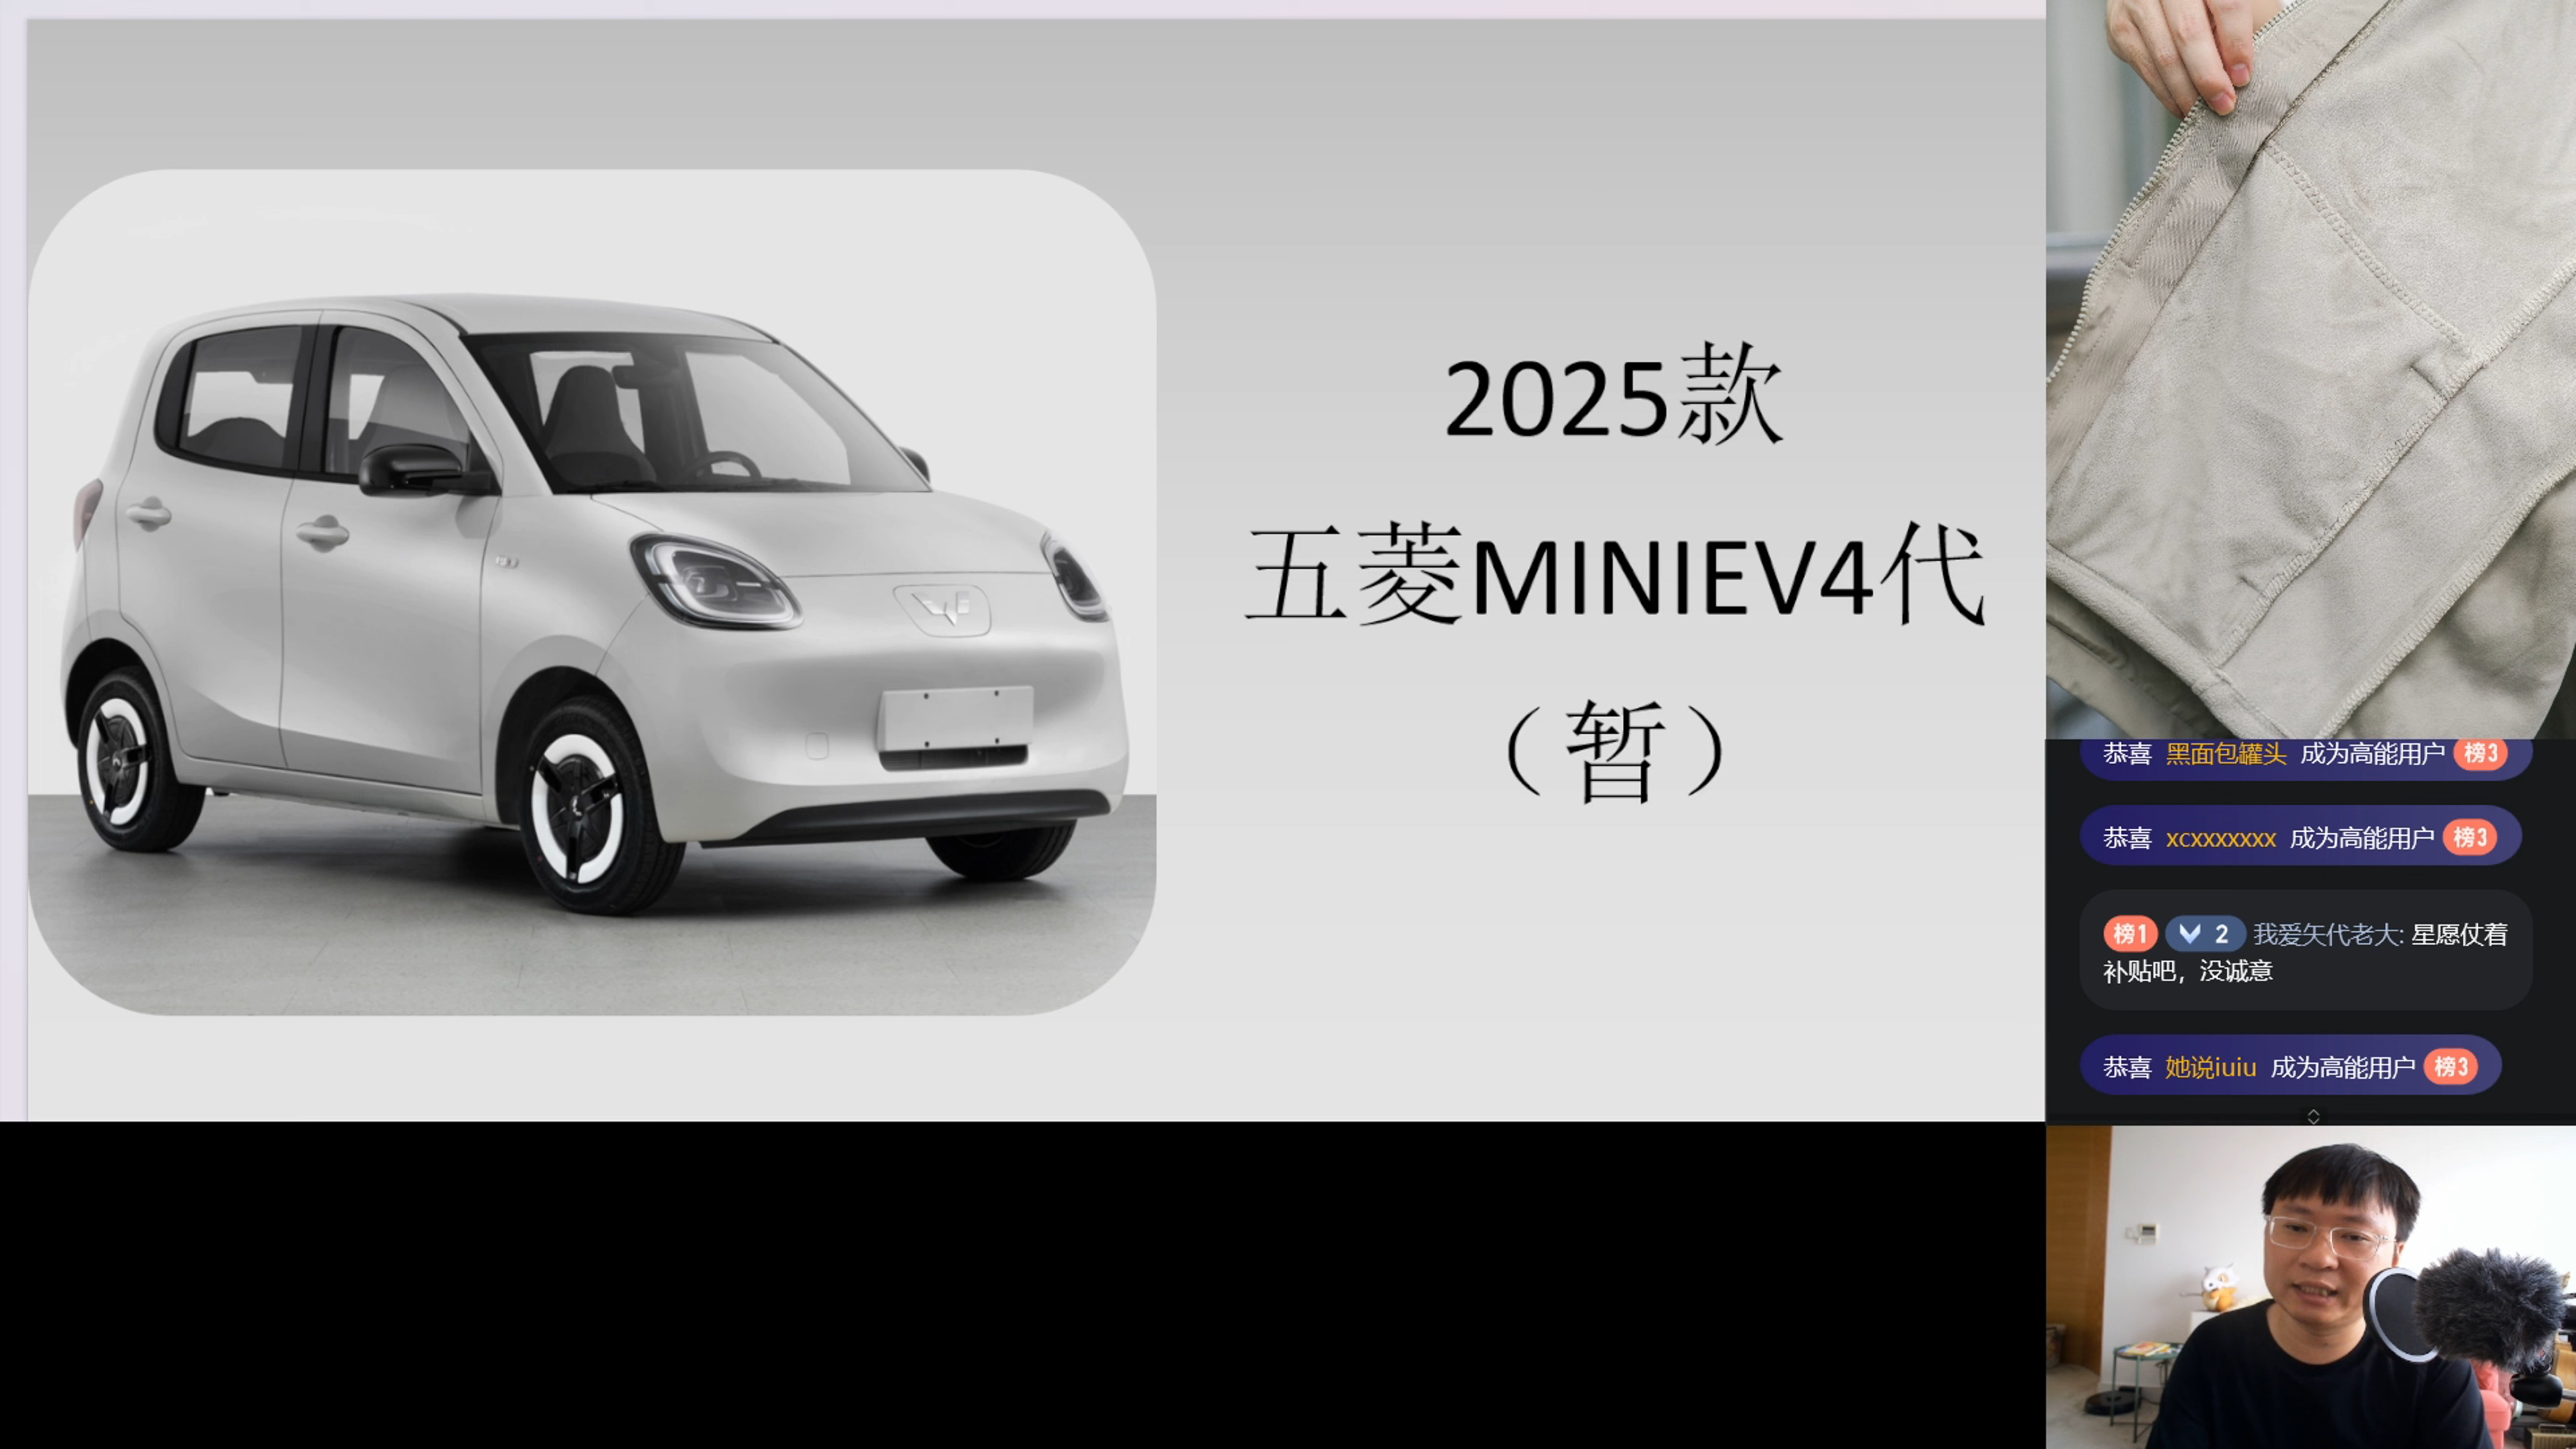 2025款
五菱MINIEV4代
（暂）
恭喜 黑面包罐头 成为高能用户 榜3
恭喜 xcxxxxxxx 成为高能用户 榜3
榜1 2 我爱矢代老大: 星愿仗着
补贴吧，没诚意
恭喜 她说iuiu 成为高能用户 榜3